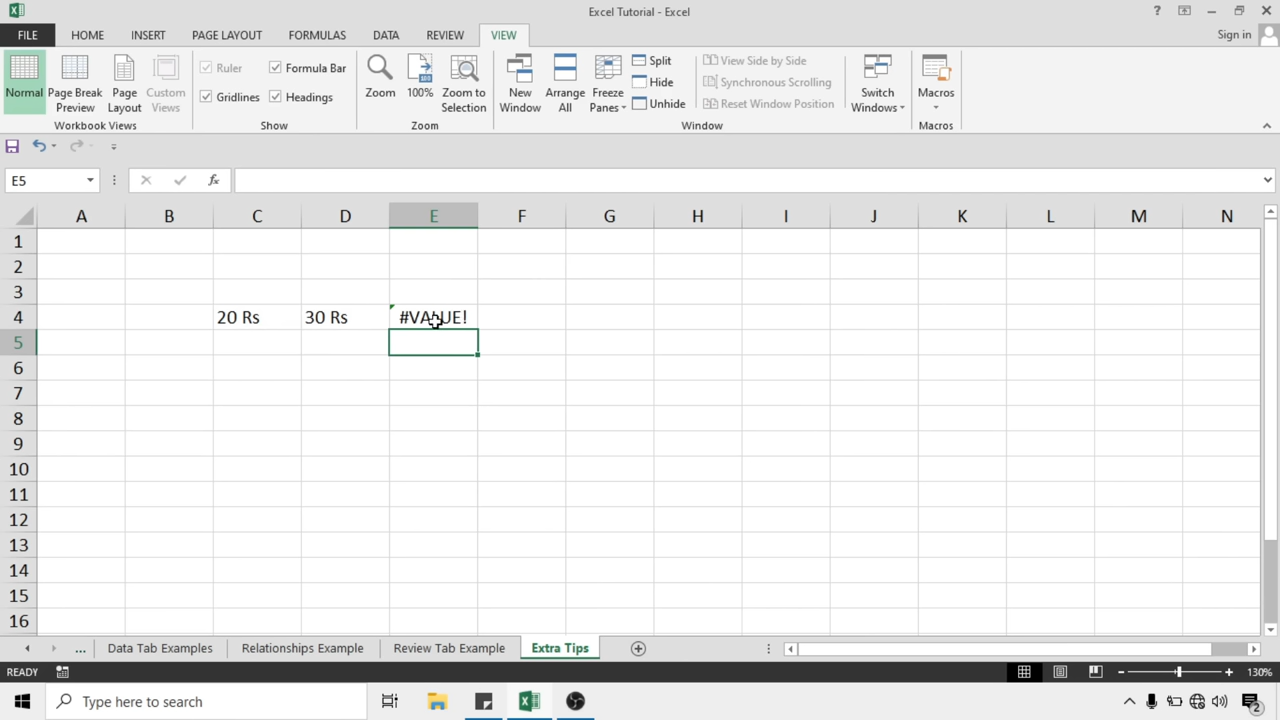 Excel Tutorial - Excel
?
Sign in
FILE HOME INSERT PAGE LAYOUT FORMULAS DATA REVIEW VIEW
Normal
Page Break Preview
Page Layout
Custom Views
Workbook Views
Ruler
Formula Bar
Gridlines
Headings
Show
Zoom
100%
Zoom to Selection
Zoom
New Window
Arrange All
Freeze Panes
Split
Hide
Unhide
View Side by Side
Synchronous Scrolling
Reset Window Position
Window
Switch Windows
Macros
Macros
E5
fx
A B C D E F G H I J K L M N
1
2
3
4 20 Rs 30 Rs #VALUE!
5
6
7
8
9
10
11
12
13
14
15
16
... Data Tab Examples Relationships Example Review Tab Example Extra Tips
READY 130%
Type here to search 2